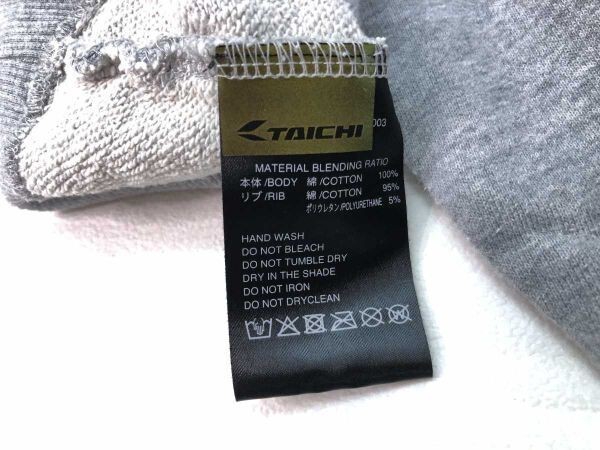 TAICHI
003
MATERIAL BLENDING RATIO
本体/BODY 綿/COTTON 100%
リブ/RIB 綿/COTTON 95%
ポリウレタン/POLYURETHANE 5%
HAND WASH
DO NOT BLEACH
DO NOT TUMBLE DRY
DRY IN THE SHADE
DO NOT IRON
DO NOT DRYCLEAN